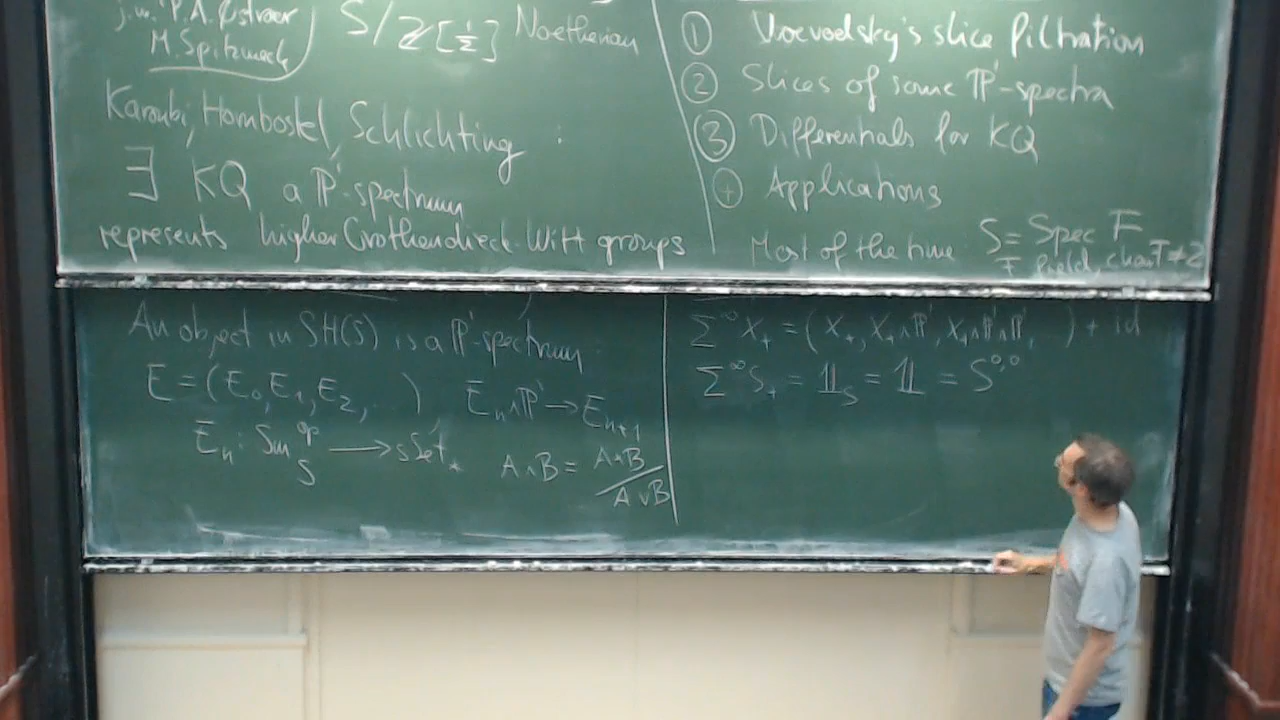 j.w. P.A. Østvær
M. Spitzweck
S/ℤ[½] Noetherian
Karoubi, Hornbostel, Schlichting :
∃ KQ a ℙ¹-spectrum
represents higher Grothendieck-Witt groups
① Voevodsky's slice filtration
② Slices of some ℙ¹-spectra
③ Differentials for KQ
④ Applications
Most of the time S = Spec F
F field, char F ≠ 2
An object in SH(S) is a ℙ¹-spectrum
E = (E₀, E₁, E₂, ...) Eₙ∧ℙ¹ → Eₙ₊₁
Eₙ : Sm_S^op → sSet_*
A∧B = A×B / A∨B
Σ^∞ X₊ = (X₊, X₊∧ℙ¹, X₊∧ℙ¹∧ℙ¹, ) + id
Σ^∞ S₊ = 𝟙_S = 𝟙 = S^{0,0}